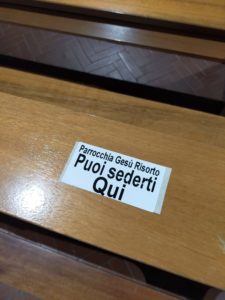 Parrocchia Gesù Risorto
Puoi sederti
Qui